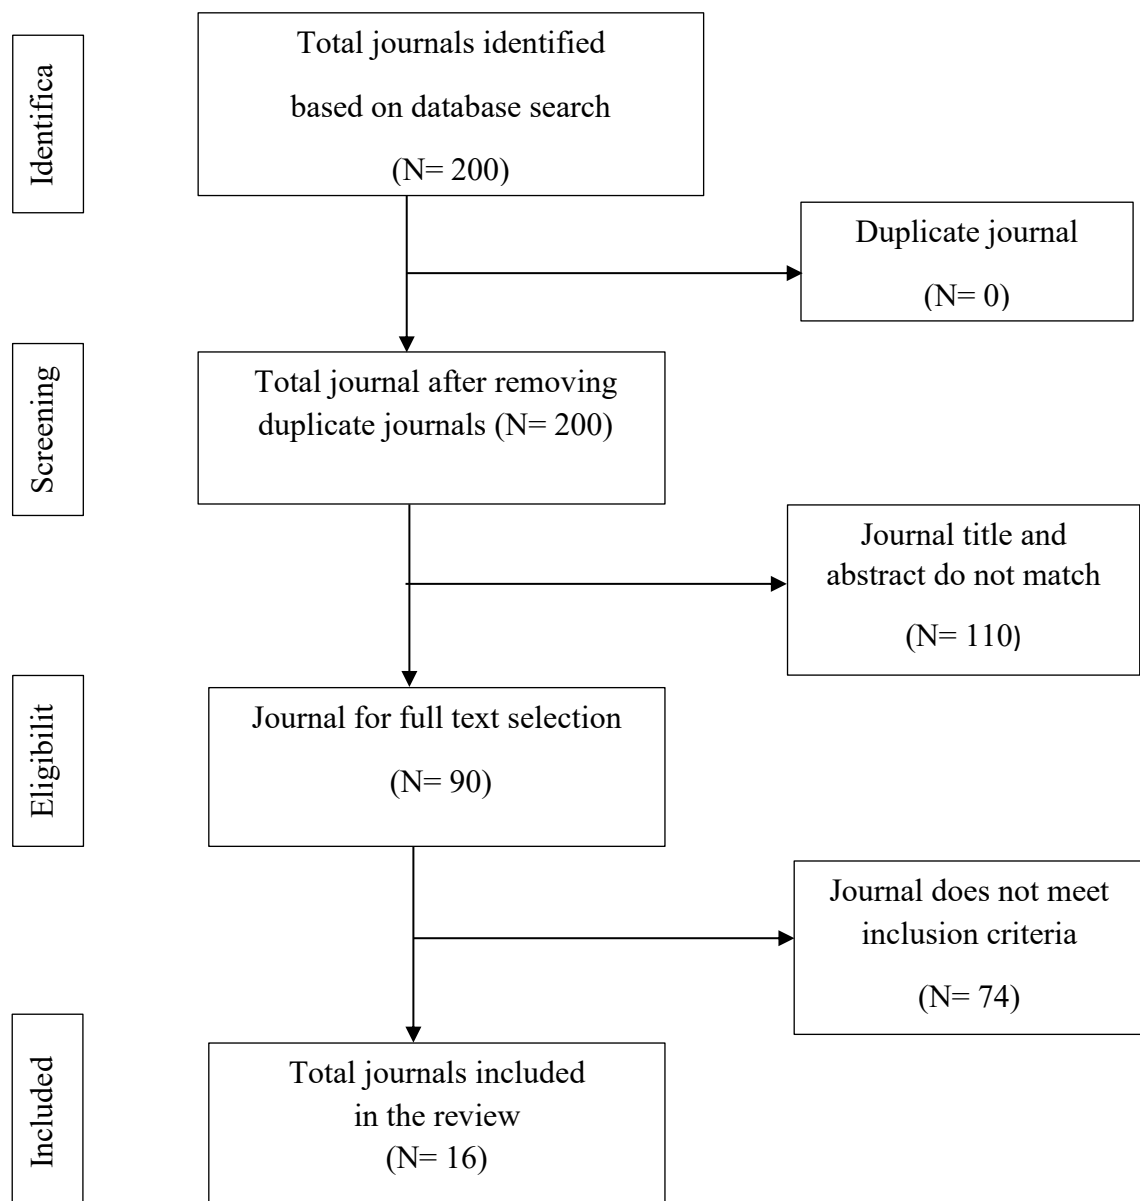 Identifica
Total journals identified
based on database search
(N= 200)
Duplicate journal
(N= 0)
Screening
Total journal after removing
duplicate journals (N= 200)
Journal title and
abstract do not match
(N= 110)
Eligibilit
Journal for full text selection
(N= 90)
Journal does not meet
inclusion criteria
(N= 74)
Included
Total journals included
in the review
(N= 16)